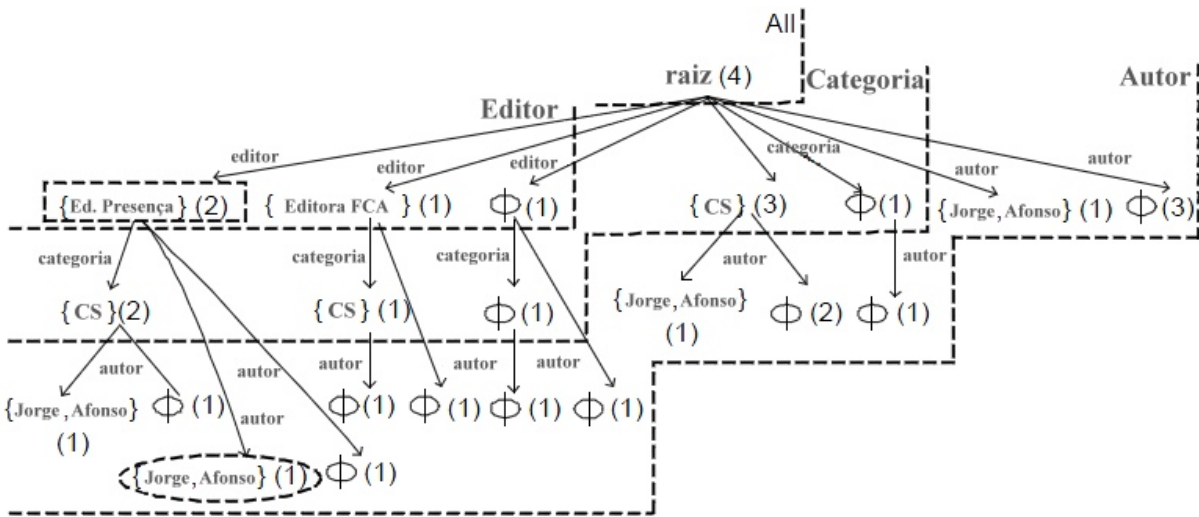 All
raiz (4)
Categoria
Autor
Editor
editor
editor
editor
categoria
autor
autor
{Ed. Presença} (2)
{ Editora FCA } (1)
Φ (1)
{ CS } (3)
Φ (1)
{Jorge, Afonso} (1)
Φ (3)
categoria
categoria
categoria
autor
autor
{ CS } (2)
{ CS } (1)
Φ (1)
{Jorge, Afonso}
(1)
Φ (2)
Φ (1)
autor
autor
autor
autor
autor
autor
{Jorge, Afonso}
(1)
Φ (1)
Φ (1)
Φ (1)
Φ (1)
Φ (1)
{Jorge, Afonso} (1)
Φ (1)